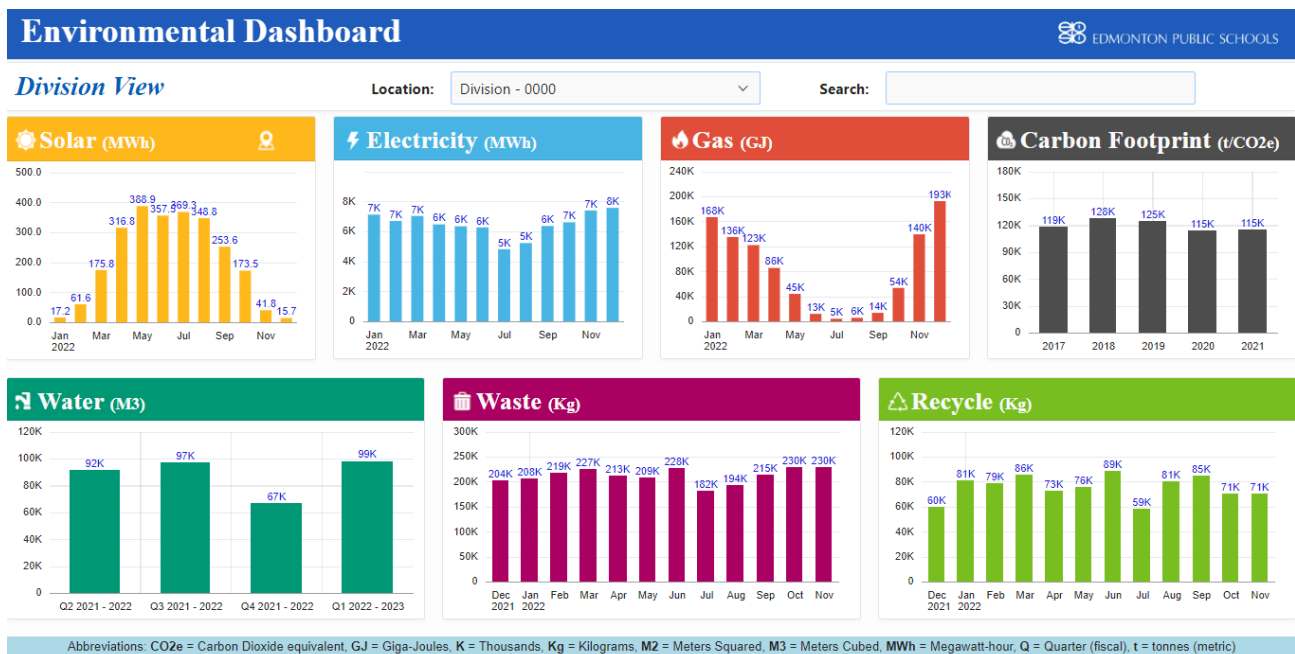 Environmental Dashboard
EDMONTON PUBLIC SCHOOLS
Division View
Location:
Division - 0000
Search:
Solar (MWh)
500.0
400.0
300.0
200.0
100.0
0.0
17.2 61.6 175.8 316.8 388.9 357.5 369.3 348.8 253.6 173.5 41.8 15.7
Jan Mar May Jul Sep Nov
2022
Electricity (MWh)
8K
6K
4K
2K
0
7K 7K 7K 6K 6K 6K 5K 5K 6K 7K 7K 8K
Jan Mar May Jul Sep Nov
2022
Gas (GJ)
240K
200K
160K
120K
80K
40K
0
168K 136K 123K 86K 45K 13K 5K 6K 14K 54K 140K 193K
Jan Mar May Jul Sep Nov
2022
CO₂
Carbon Footprint (t/CO2e)
180K
150K
120K
90K
60K
30K
0
119K 128K 125K 115K 115K
2017 2018 2019 2020 2021
Water (M3)
120K
100K
80K
60K
40K
20K
0
92K 97K 67K 99K
Q2 2021 - 2022 Q3 2021 - 2022 Q4 2021 - 2022 Q1 2022 - 2023
Waste (Kg)
300K
250K
200K
150K
100K
50K
0
204K 208K 219K 227K 213K 209K 228K 182K 194K 215K 230K 230K
Dec Jan Feb Mar Apr May Jun Jul Aug Sep Oct Nov
2021 2022
Recycle (Kg)
120K
100K
80K
60K
40K
20K
0
60K 81K 79K 86K 73K 76K 89K 59K 81K 85K 71K 71K
Dec Jan Feb Mar Apr May Jun Jul Aug Sep Oct Nov
2021 2022
Abbreviations: CO2e = Carbon Dioxide equivalent, GJ = Giga-Joules, K = Thousands, Kg = Kilograms, M2 = Meters Squared, M3 = Meters Cubed, MWh = Megawatt-hour, Q = Quarter (fiscal), t = tonnes (metric)